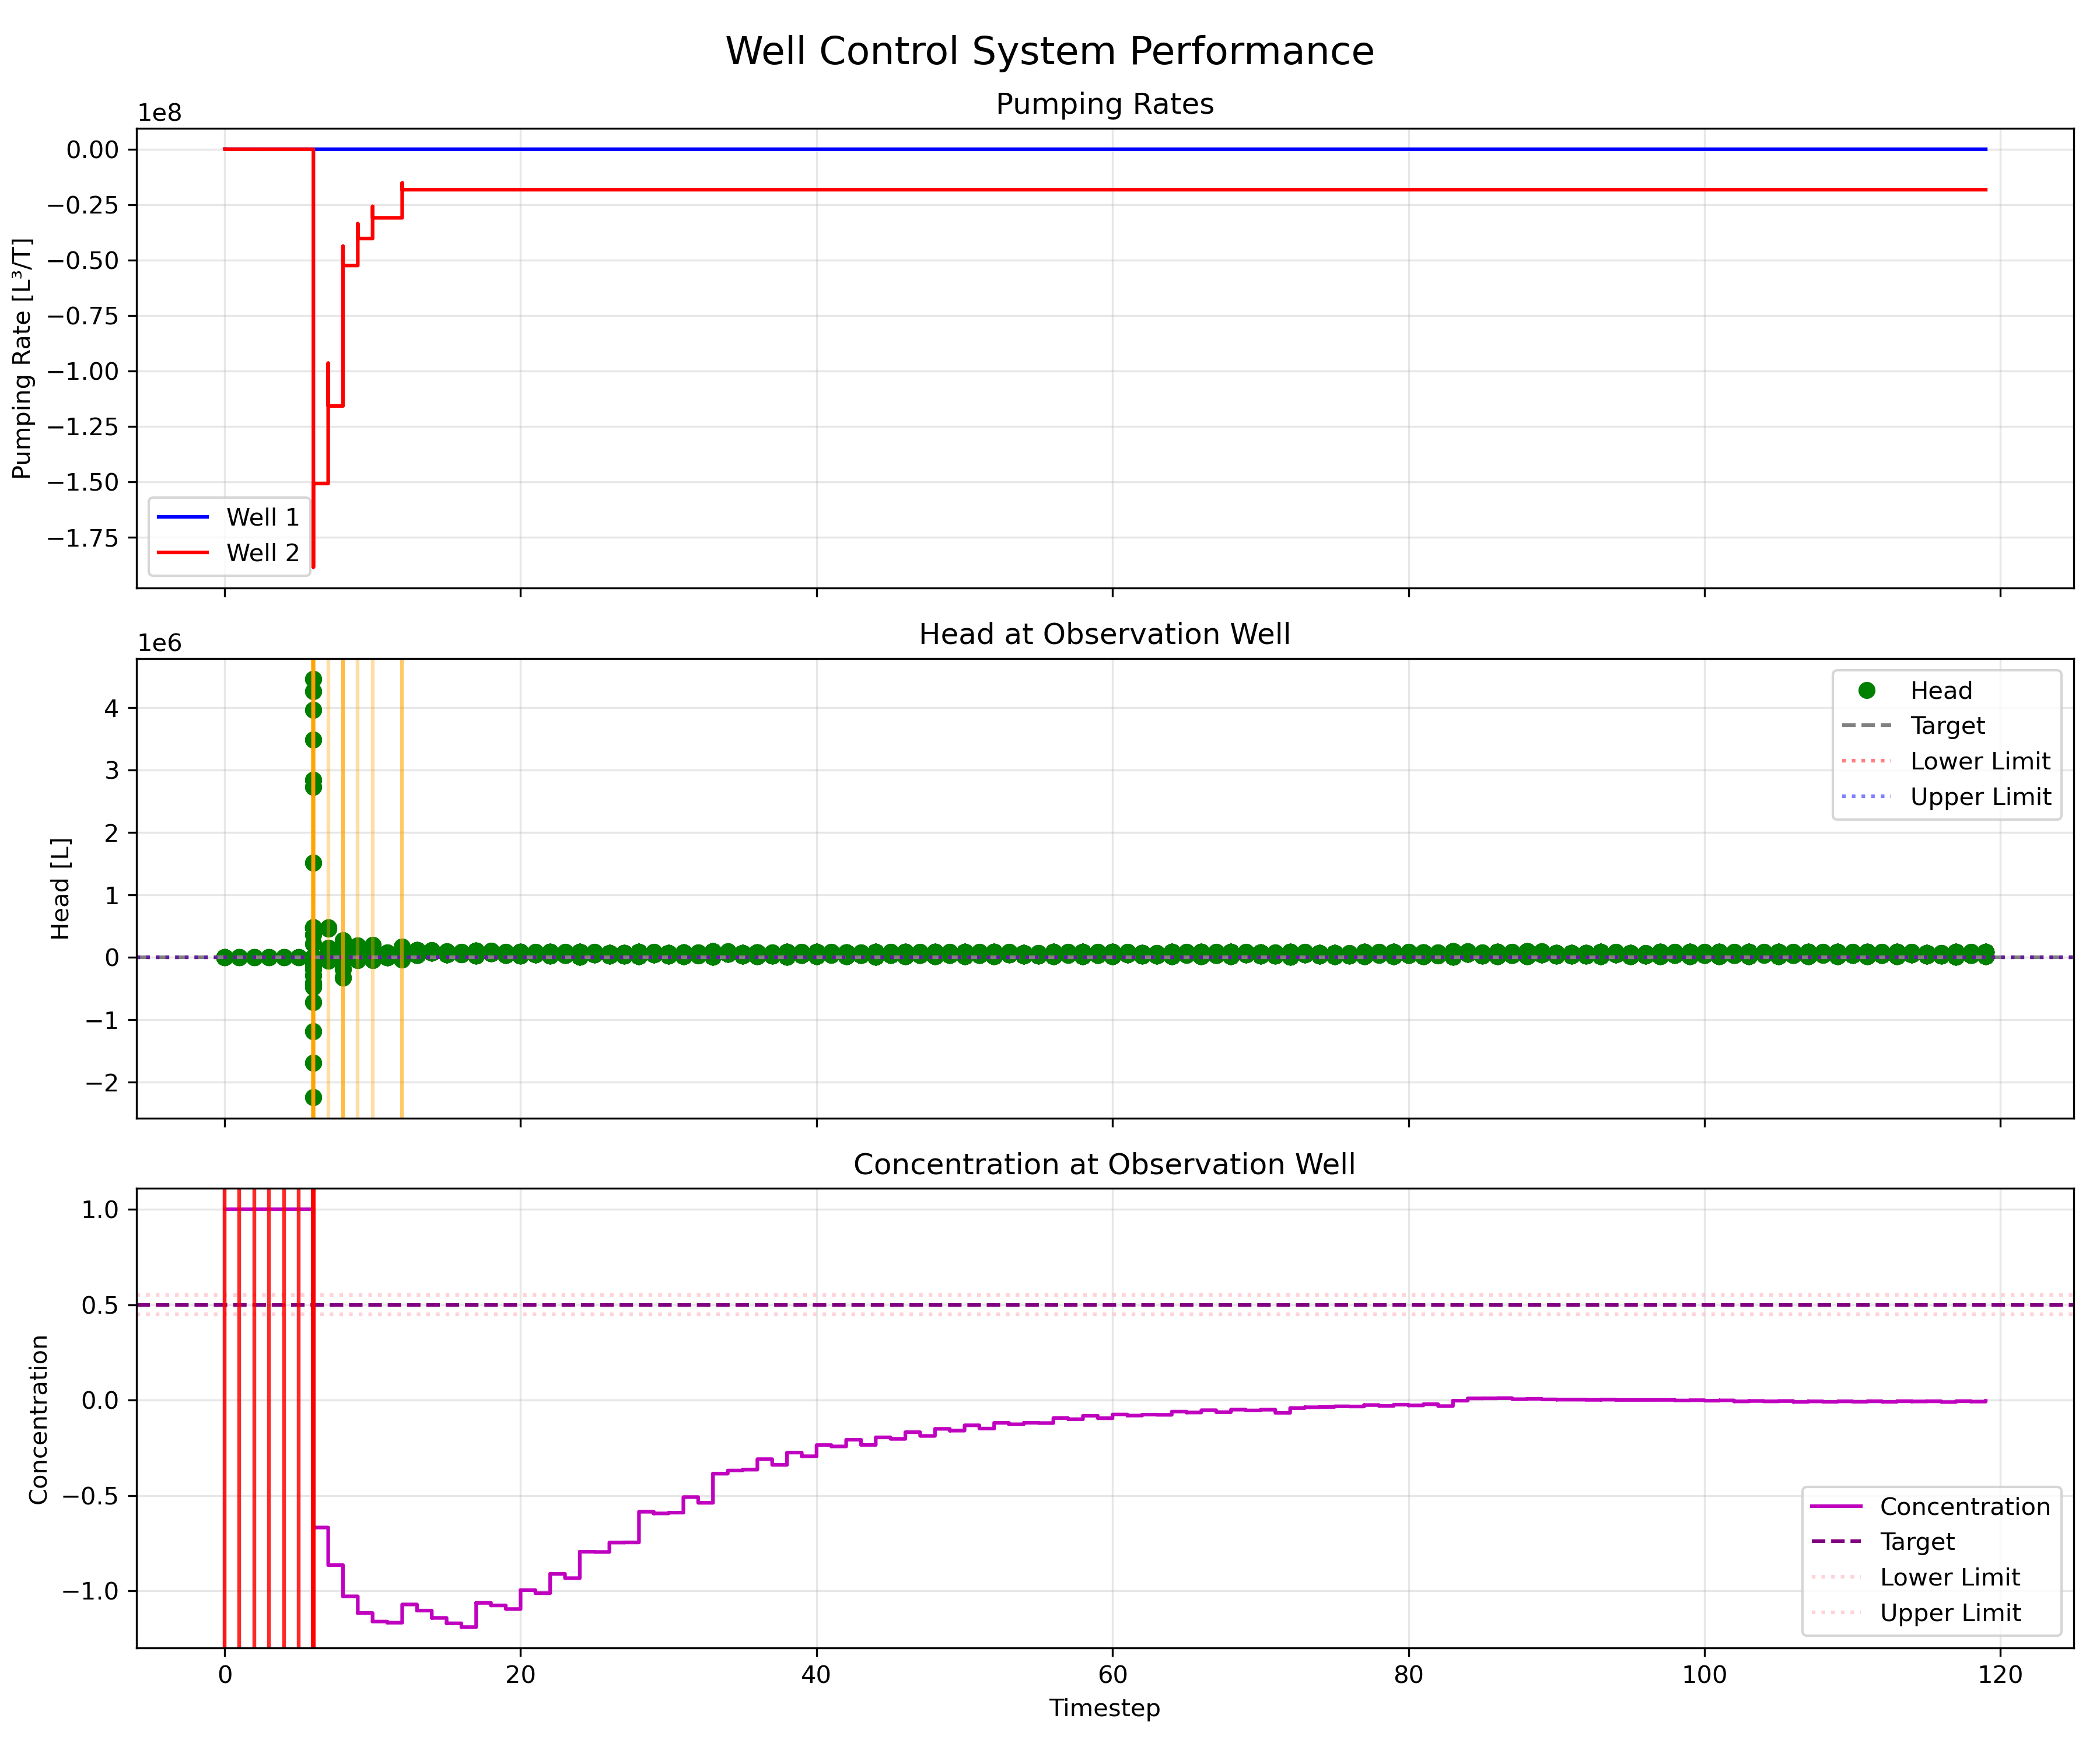 Well Control System Performance
Pumping Rates
1e8
0.00
−0.25
−0.50
−0.75
−1.00
−1.25
−1.50
−1.75
Pumping Rate [L³/T]
Well 1
Well 2
Head at Observation Well
1e6
4
3
2
1
0
−1
−2
Head [L]
Head
Target
Lower Limit
Upper Limit
Concentration at Observation Well
1.0
0.5
0.0
−0.5
−1.0
Concentration
Concentration
Target
Lower Limit
Upper Limit
0 20 40 60 80 100 120
Timestep